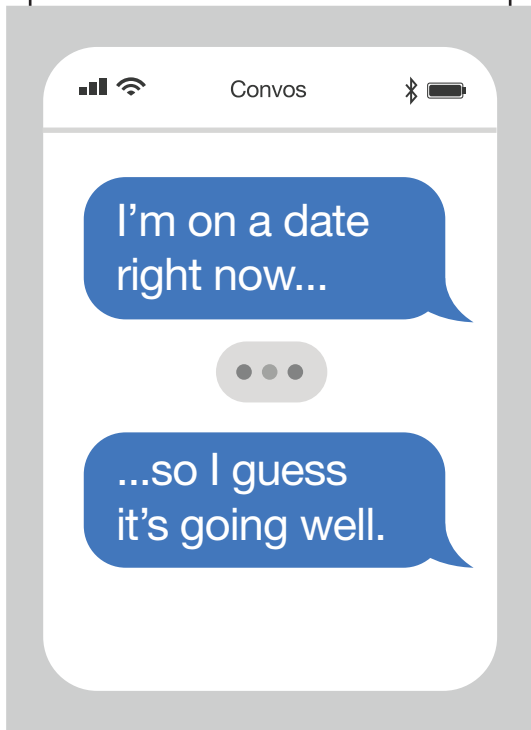 Convos
I’m on a date
right now...
...so I guess
it’s going well.